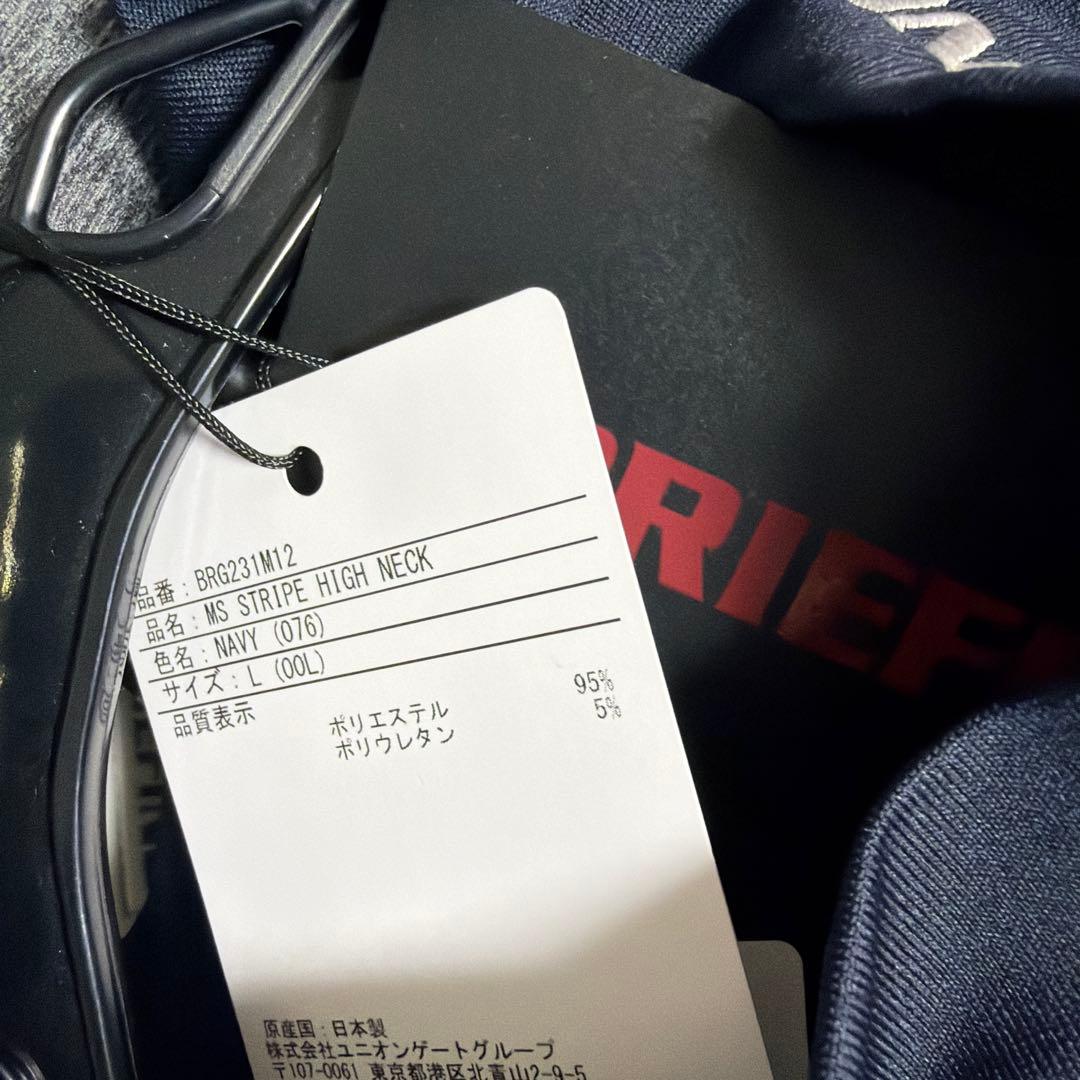 品番:BRG231M12
品名:MS STRIPE HIGH NECK
色名:NAVY (076)
サイズ:L (00L)
品質表示
ポリエステル 95%
ポリウレタン 5%
原産国:日本製
株式会社ユニオンゲートグループ
〒107-0061 東京都港区北青山2-9-5
RIEF